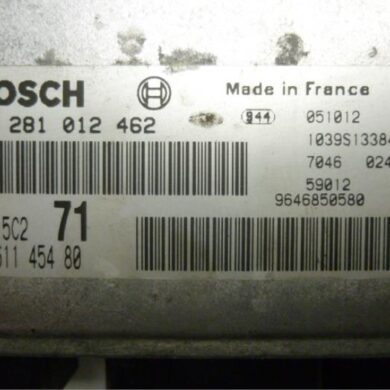 OSCH
Made in France
281 012 462
944
051012
1039S13384
7046 024
59012
9646850580
5C2 71
611 454 80